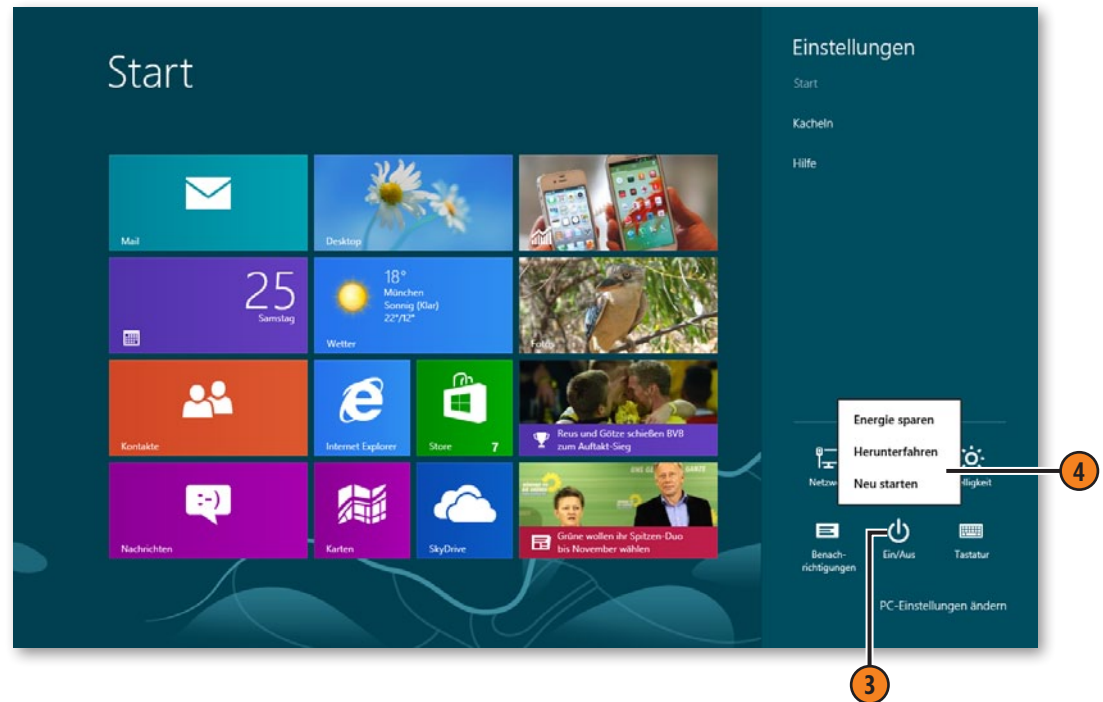 Start
Mail
Desktop
25
Samstag
18°
München
Sonnig (Klar)
22°/12°
Wetter
Fotos
Kontakte
Internet Explorer
Store
7
Reus und Götze schießen BVB
zum Auftakt-Sieg
:-)
Nachrichten
Karten
SkyDrive
Grüne wollen ihr Spitzen-Duo
bis November wählen
Einstellungen
Start
Kacheln
Hilfe
Energie sparen
Herunterfahren
Neu starten
Netzw
lligkeit
Benach-
richtigungen
Ein/Aus
Tastatur
PC-Einstellungen ändern
4
3